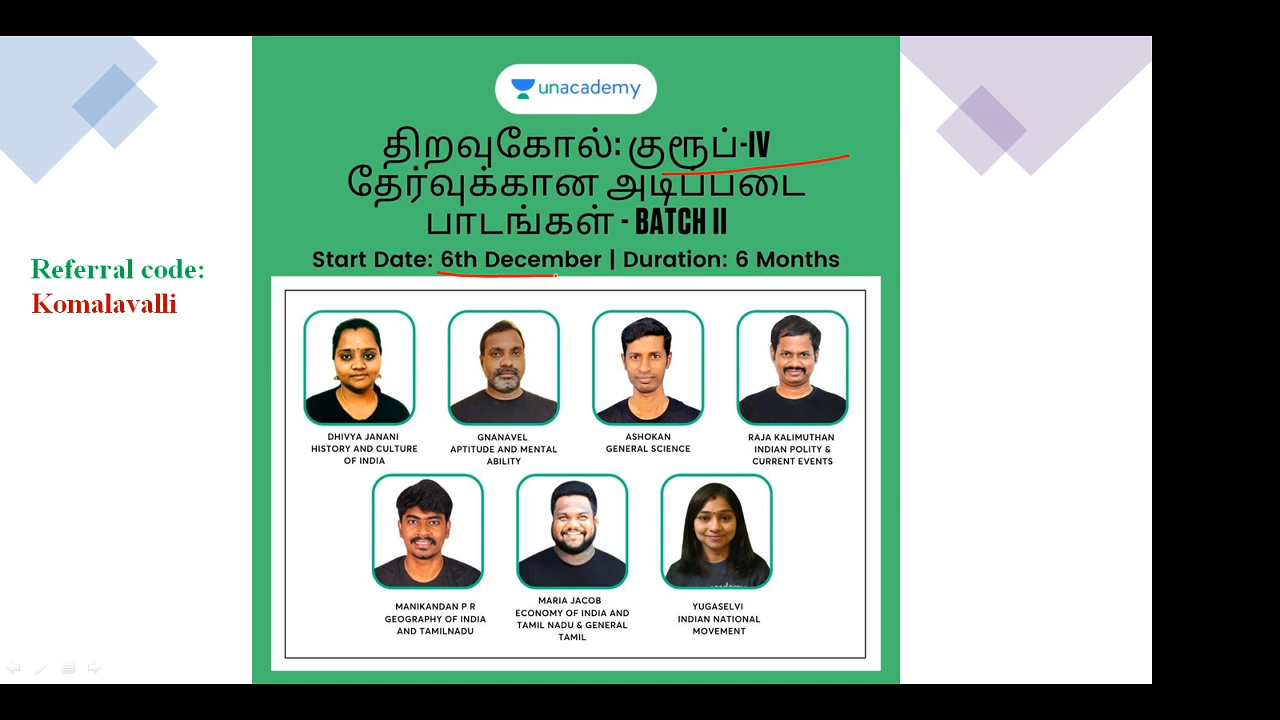 unacademy
திறவுகோல்: குரூப்-IV
தேர்வுக்கான அடிப்படை
பாடங்கள் - BATCH II
Start Date: 6th December | Duration: 6 Months
Referral code:
Komalavalli
DHIVYA JANANI
HISTORY AND CULTURE
OF INDIA
GNANAVEL
APTITUDE AND MENTAL
ABILITY
ASHOKAN
GENERAL SCIENCE
RAJA KALIMUTHAN
INDIAN POLITY &
CURRENT EVENTS
MANIKANDAN P R
GEOGRAPHY OF INDIA
AND TAMILNADU
MARIA JACOB
ECONOMY OF INDIA AND
TAMIL NADU & GENERAL
TAMIL
YUGASELVI
INDIAN NATIONAL
MOVEMENT